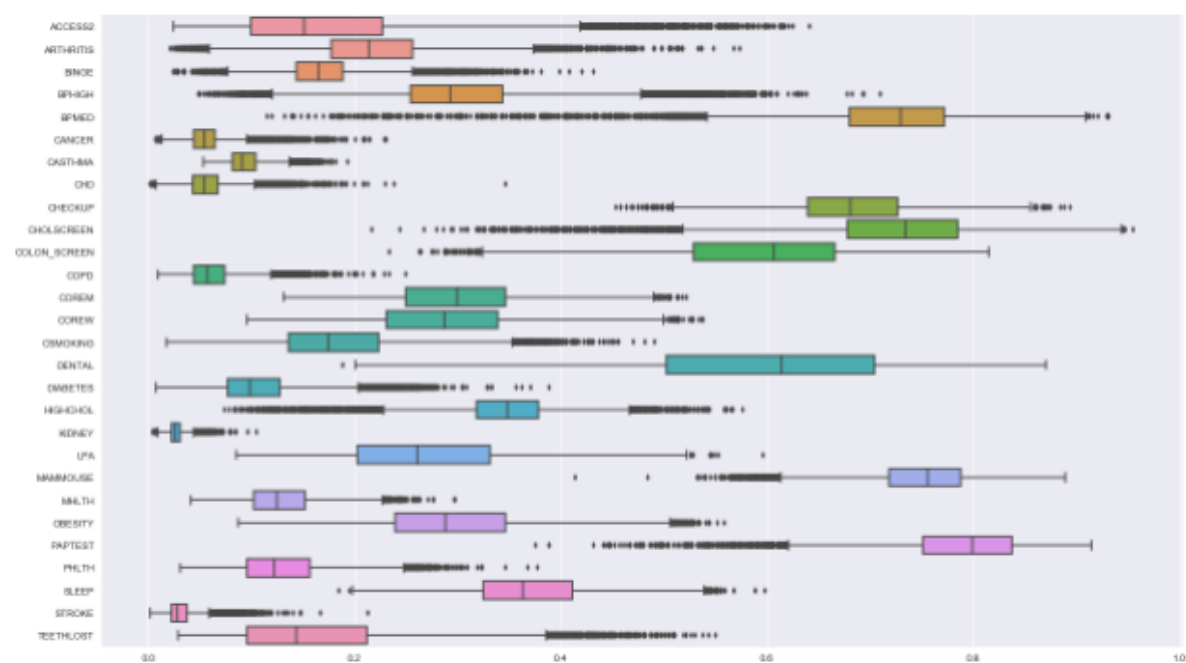 ACCESS2
ARTHRITIS
BINGE
BPHIGH
BPMED
CANCER
CASTHMA
CHD
CHECKUP
CHOLSCREEN
COLON_SCREEN
COPD
COREM
COREW
CSMOKING
DENTAL
DIABETES
HIGHCHOL
KIDNEY
LPA
MAMMOUSE
MHLTH
OBESITY
PAPTEST
PHLTH
SLEEP
STROKE
TEETHLOST
0.0 0.2 0.4 0.6 0.8 1.0